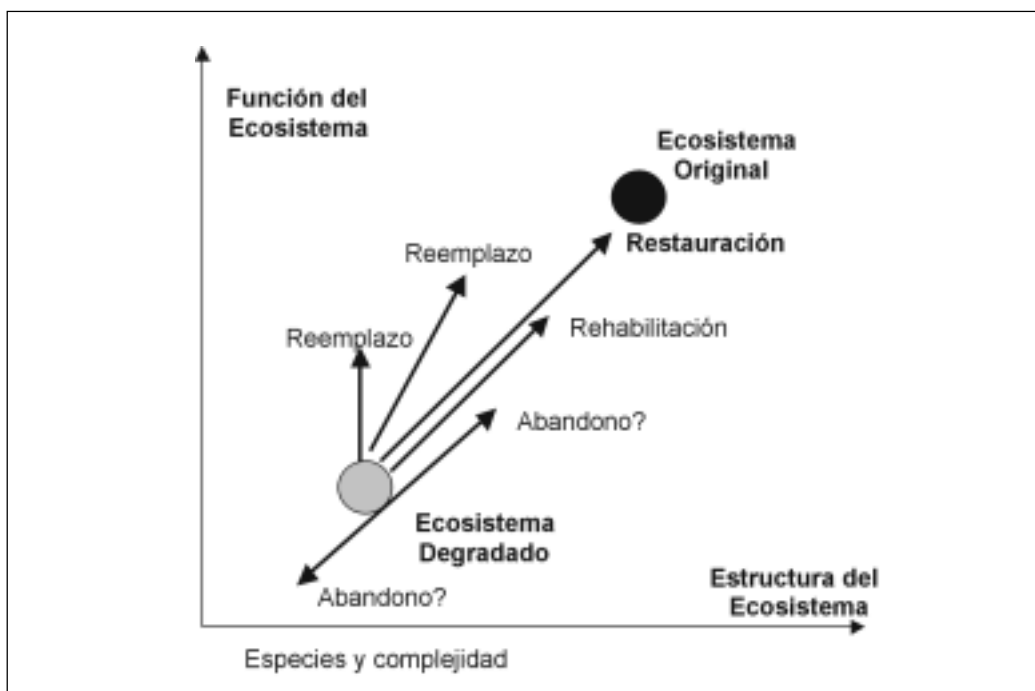 Función del
Ecosistema
Ecosistema
Original
Restauración
Reemplazo
Reemplazo
Rehabilitación
Abandono?
Ecosistema
Degradado
Abandono?
Estructura del
Ecosistema
Especies y complejidad